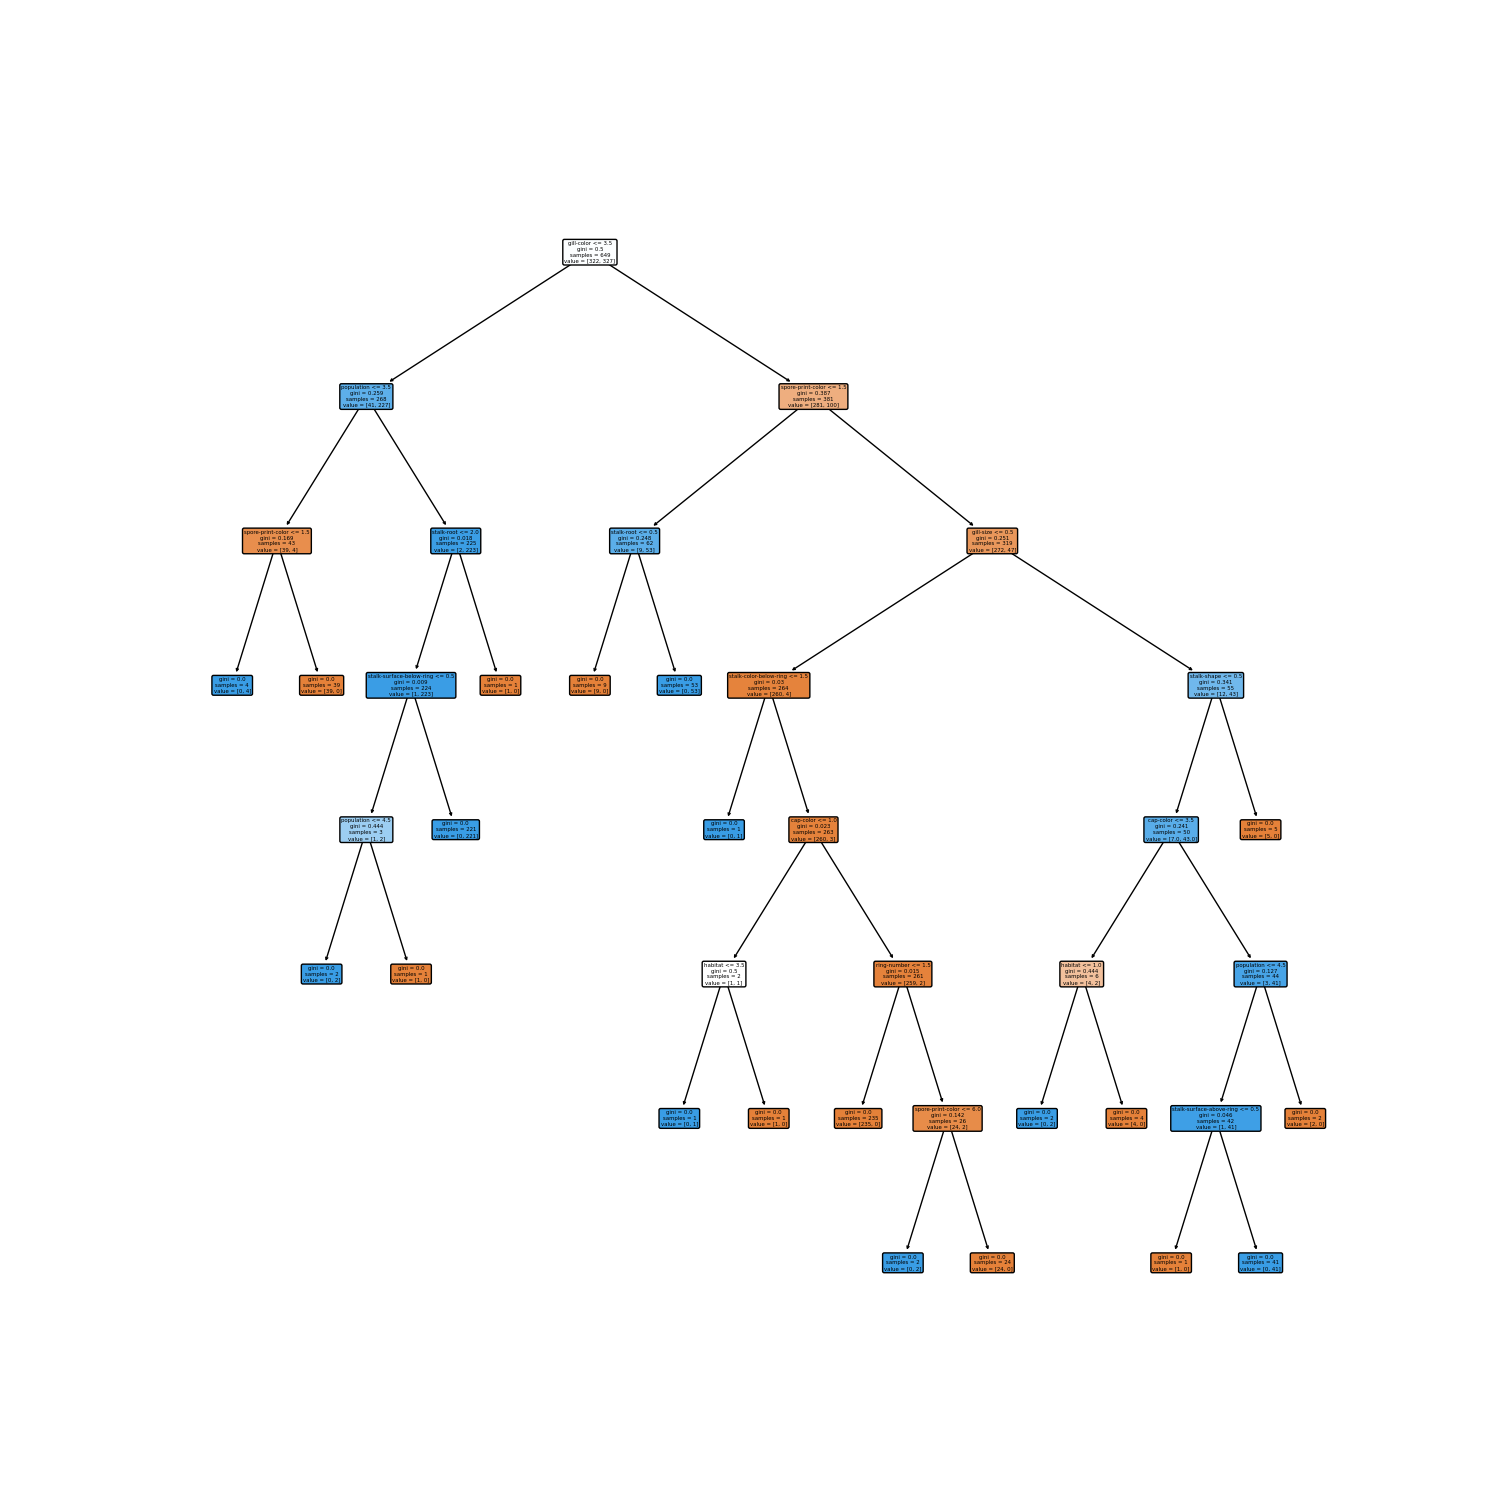 gill-color <= 3.5
gini = 0.5
samples = 649
value = [322, 327]
population <= 3.5
gini = 0.259
samples = 268
value = [41, 227]
spore-print-color <= 1.5
gini = 0.387
samples = 381
value = [281, 100]
spore-print-color <= 1.5
gini = 0.169
samples = 43
value = [39, 4]
stalk-root <= 2.0
gini = 0.018
samples = 225
value = [2, 223]
stalk-root <= 0.5
gini = 0.248
samples = 62
value = [9, 53]
gill-size <= 0.5
gini = 0.251
samples = 319
value = [272, 47]
gini = 0.0
samples = 4
value = [0, 4]
gini = 0.0
samples = 39
value = [39, 0]
stalk-surface-below-ring <= 0.5
gini = 0.009
samples = 224
value = [1, 223]
gini = 0.0
samples = 1
value = [1, 0]
gini = 0.0
samples = 9
value = [9, 0]
gini = 0.0
samples = 53
value = [0, 53]
stalk-color-below-ring <= 1.5
gini = 0.03
samples = 264
value = [260, 4]
stalk-shape <= 0.5
gini = 0.341
samples = 55
value = [12, 43]
population <= 4.5
gini = 0.444
samples = 3
value = [1, 2]
gini = 0.0
samples = 221
value = [0, 221]
gini = 0.0
samples = 1
value = [0, 1]
cap-color <= 1.0
gini = 0.023
samples = 263
value = [260, 3]
cap-color <= 3.5
gini = 0.241
samples = 50
value = [7.0, 43.0]
gini = 0.0
samples = 5
value = [5, 0]
gini = 0.0
samples = 2
value = [0, 2]
gini = 0.0
samples = 1
value = [1, 0]
habitat <= 3.5
gini = 0.5
samples = 2
value = [1, 1]
ring-number <= 1.5
gini = 0.015
samples = 261
value = [259, 2]
habitat <= 1.0
gini = 0.444
samples = 6
value = [4, 2]
population <= 4.5
gini = 0.127
samples = 44
value = [3, 41]
gini = 0.0
samples = 1
value = [0, 1]
gini = 0.0
samples = 1
value = [1, 0]
gini = 0.0
samples = 235
value = [235, 0]
spore-print-color <= 6.0
gini = 0.142
samples = 26
value = [24, 2]
gini = 0.0
samples = 2
value = [0, 2]
gini = 0.0
samples = 4
value = [4, 0]
stalk-surface-above-ring <= 0.5
gini = 0.046
samples = 42
value = [1, 41]
gini = 0.0
samples = 2
value = [2, 0]
gini = 0.0
samples = 2
value = [0, 2]
gini = 0.0
samples = 24
value = [24, 0]
gini = 0.0
samples = 1
value = [1, 0]
gini = 0.0
samples = 41
value = [0, 41]